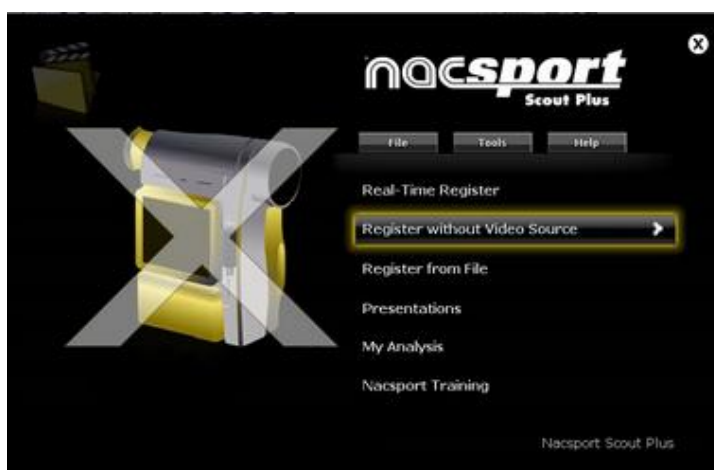 nacsport
Scout Plus
File Tools Help
Real-Time Register
Register without Video Source
Register from File
Presentations
My Analysis
Nacsport Training
Nacsport Scout Plus